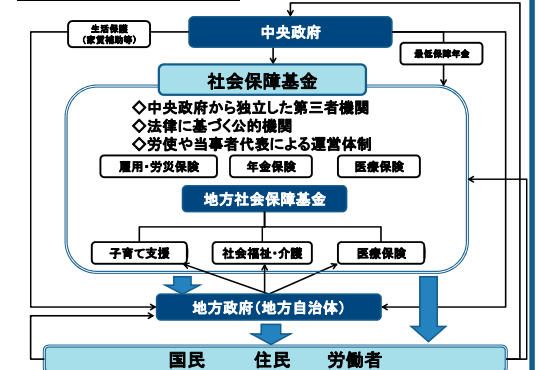 生活保護
(家賃補助等)
中央政府
最低保障年金
社会保障基金
◇中央政府から独立した第三者機関
◇法律に基づく公的機関
◇労使や当事者代表による運営体制
雇用・労災保険
年金保険
医療保険
地方社会保障基金
子育て支援
社会福祉・介護
医療保険
地方政府(地方自治体)
国民 住民 労働者